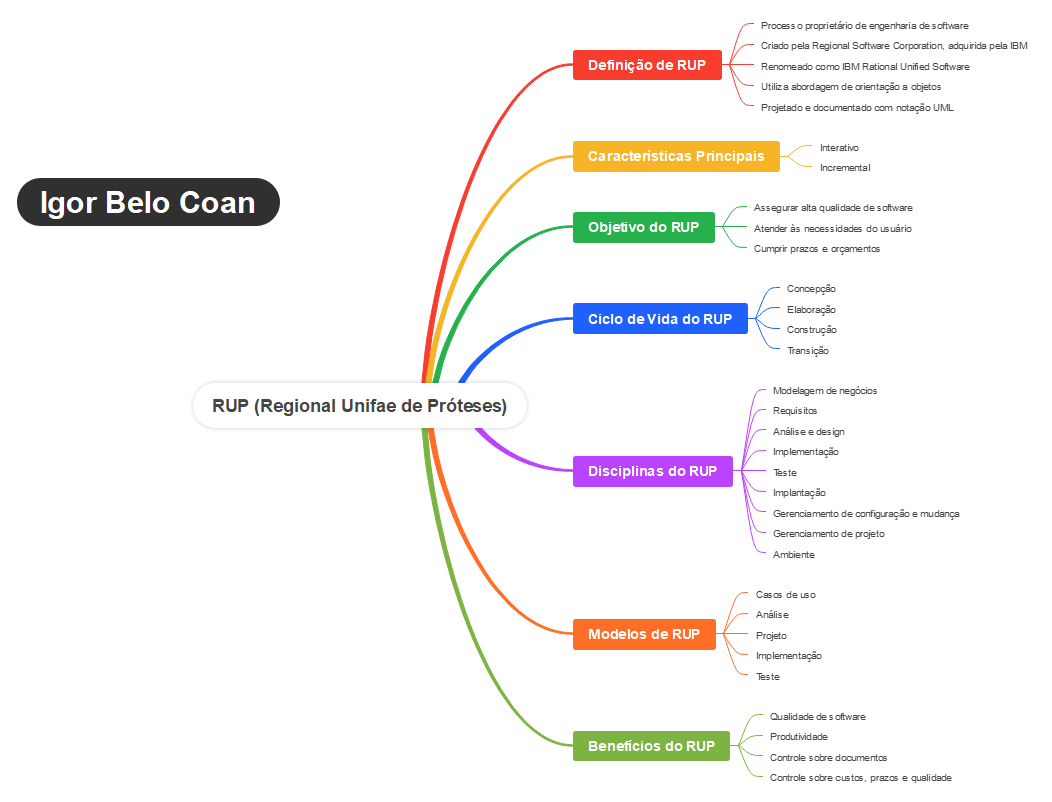 Igor Belo Coan
RUP (Regional Unifae de Próteses)
Definição de RUP
Processo proprietário de engenharia de software
Criado pela Regional Software Corporation, adquirida pela IBM
Renomeado como IBM Rational Unified Software
Utiliza abordagem de orientação a objetos
Projetado e documentado com notação UML
Características Principais
Interativo
Incremental
Objetivo do RUP
Assegurar alta qualidade de software
Atender às necessidades do usuário
Cumprir prazos e orçamentos
Ciclo de Vida do RUP
Concepção
Elaboração
Construção
Transição
Disciplinas do RUP
Modelagem de negócios
Requisitos
Análise e design
Implementação
Teste
Implantação
Gerenciamento de configuração e mudança
Gerenciamento de projeto
Ambiente
Modelos de RUP
Casos de uso
Análise
Projeto
Implementação
Teste
Benefícios do RUP
Qualidade de software
Produtividade
Controle sobre documentos
Controle sobre custos, prazos e qualidade